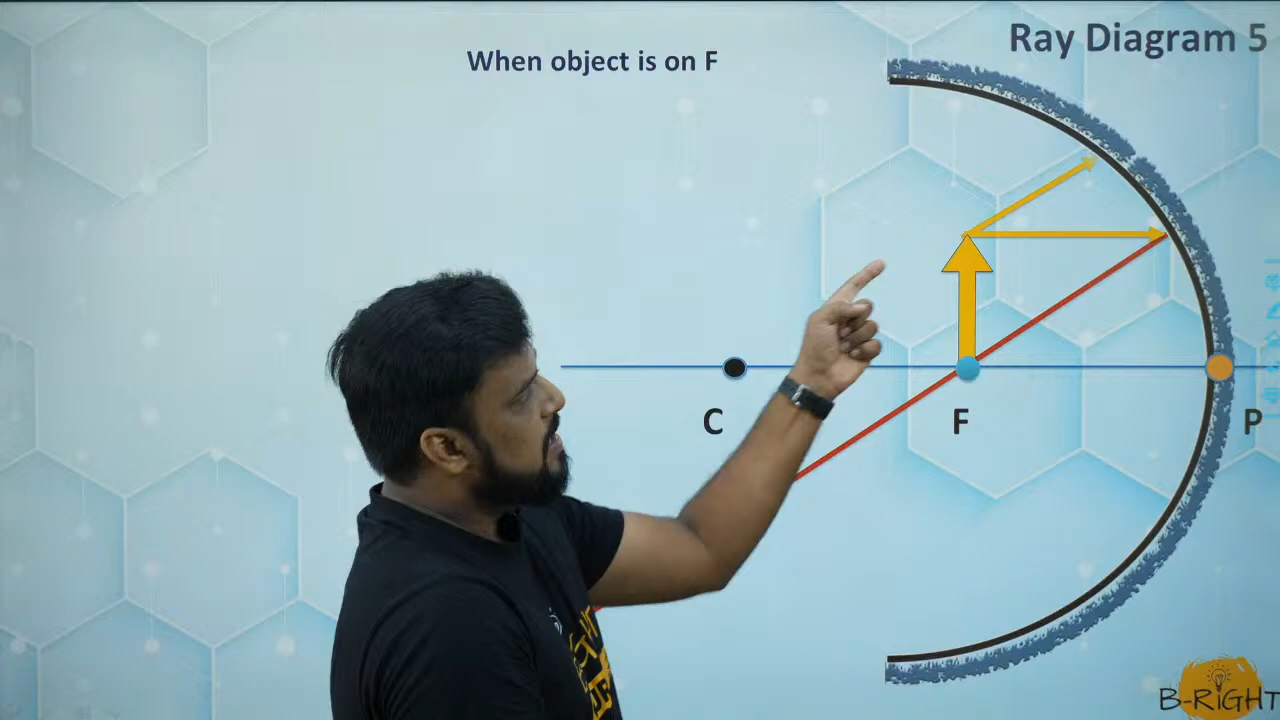 Ray Diagram 5
When object is on F
C
F
P
B-RIGHT